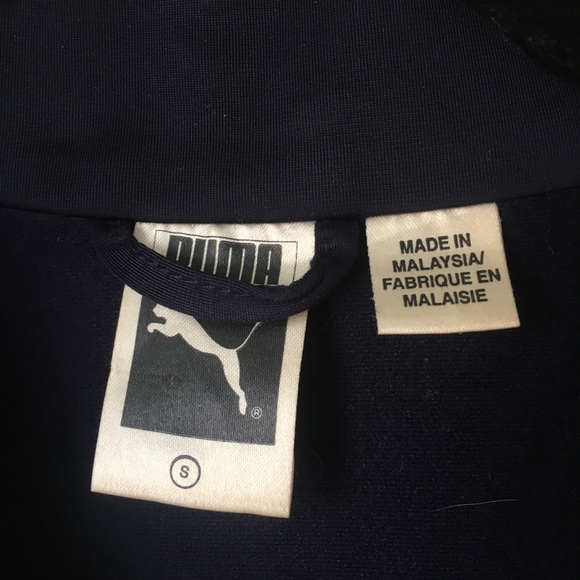 PUMA
®
S
MADE IN
MALAYSIA/
FABRIQUE EN
MALAISIE